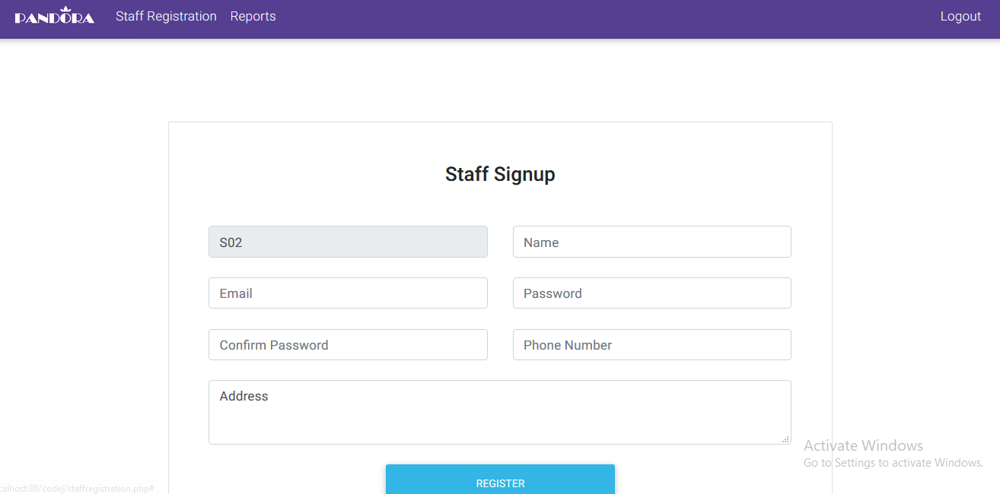 PANDORA Staff Registration Reports Logout
Staff Signup
S02 Name
Email Password
Confirm Password Phone Number
Address
Activate Windows
Go to Settings to activate Windows.
REGISTER
calhost:88/codej/staffregistration.php#